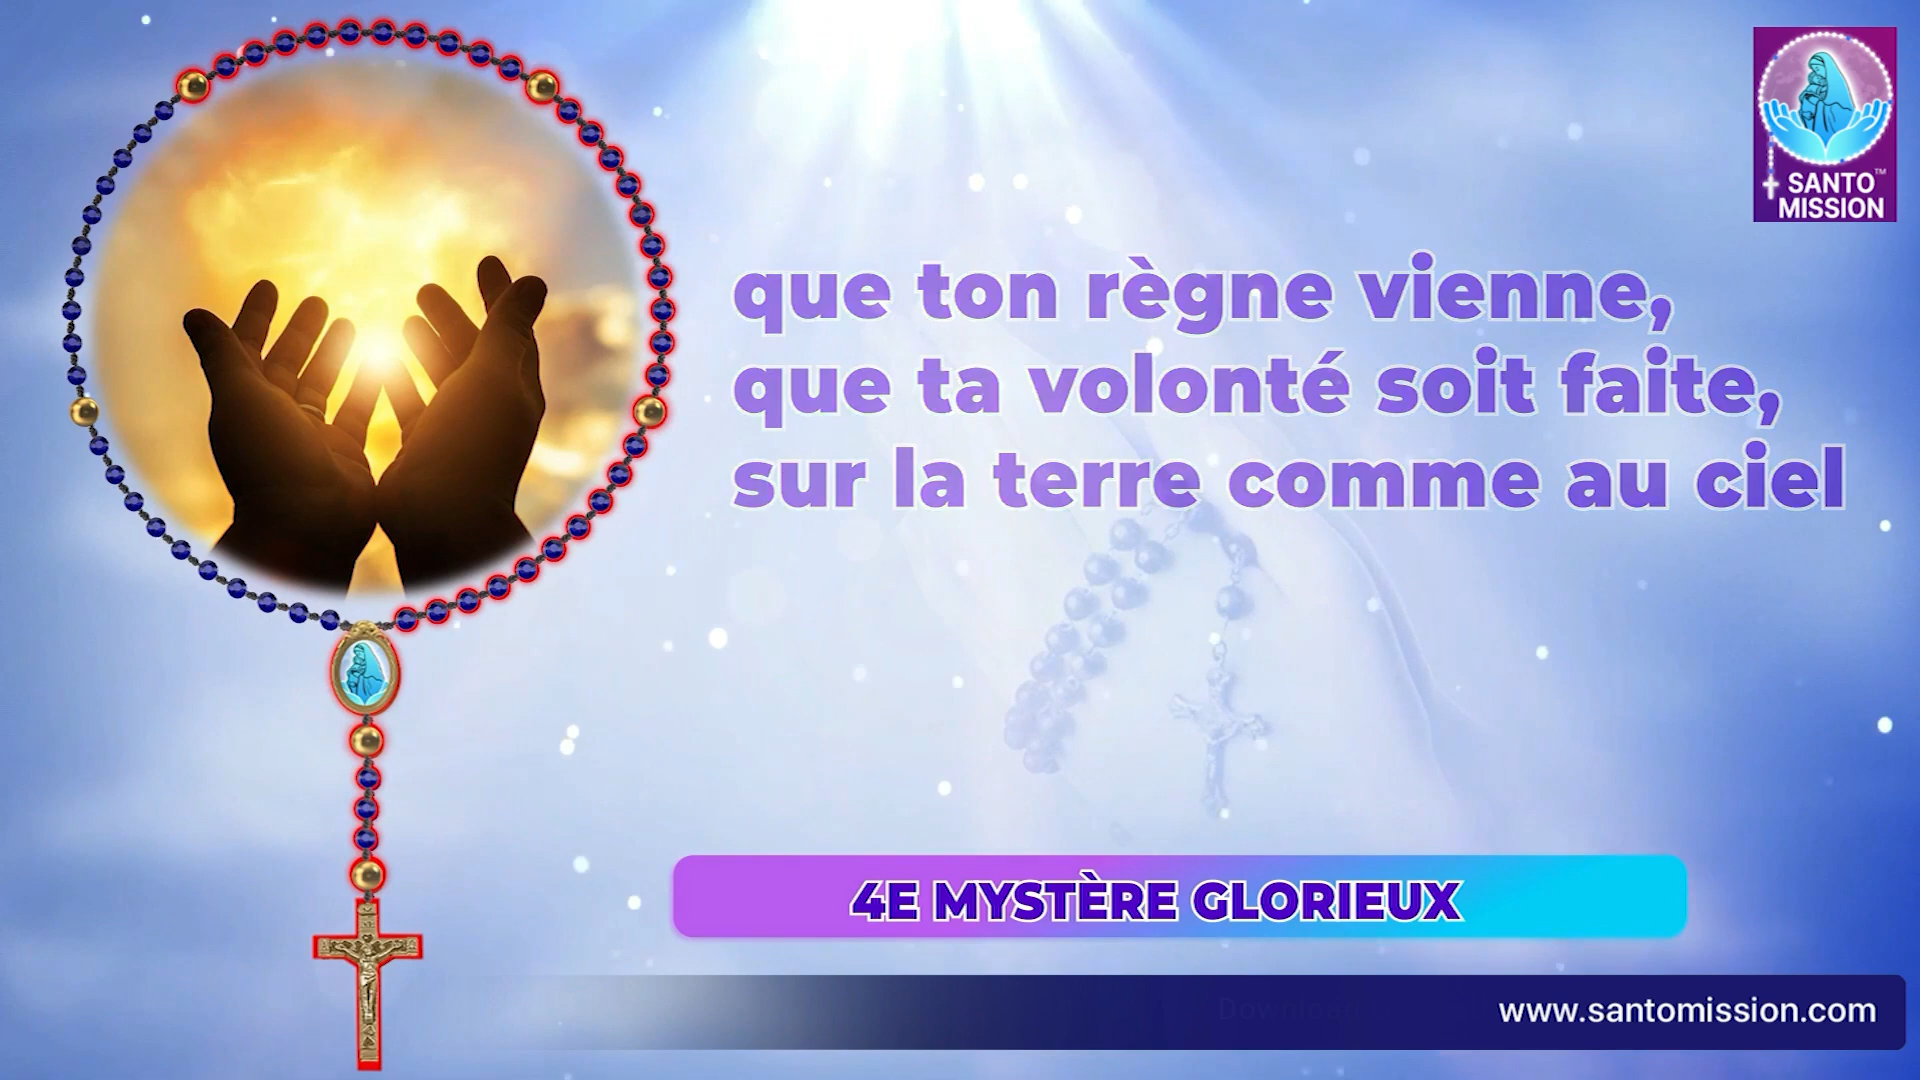 SANTO™
MISSION
que ton règne vienne,
que ta volonté soit faite,
sur la terre comme au ciel
4E MYSTÈRE GLORIEUX
www.santomission.com